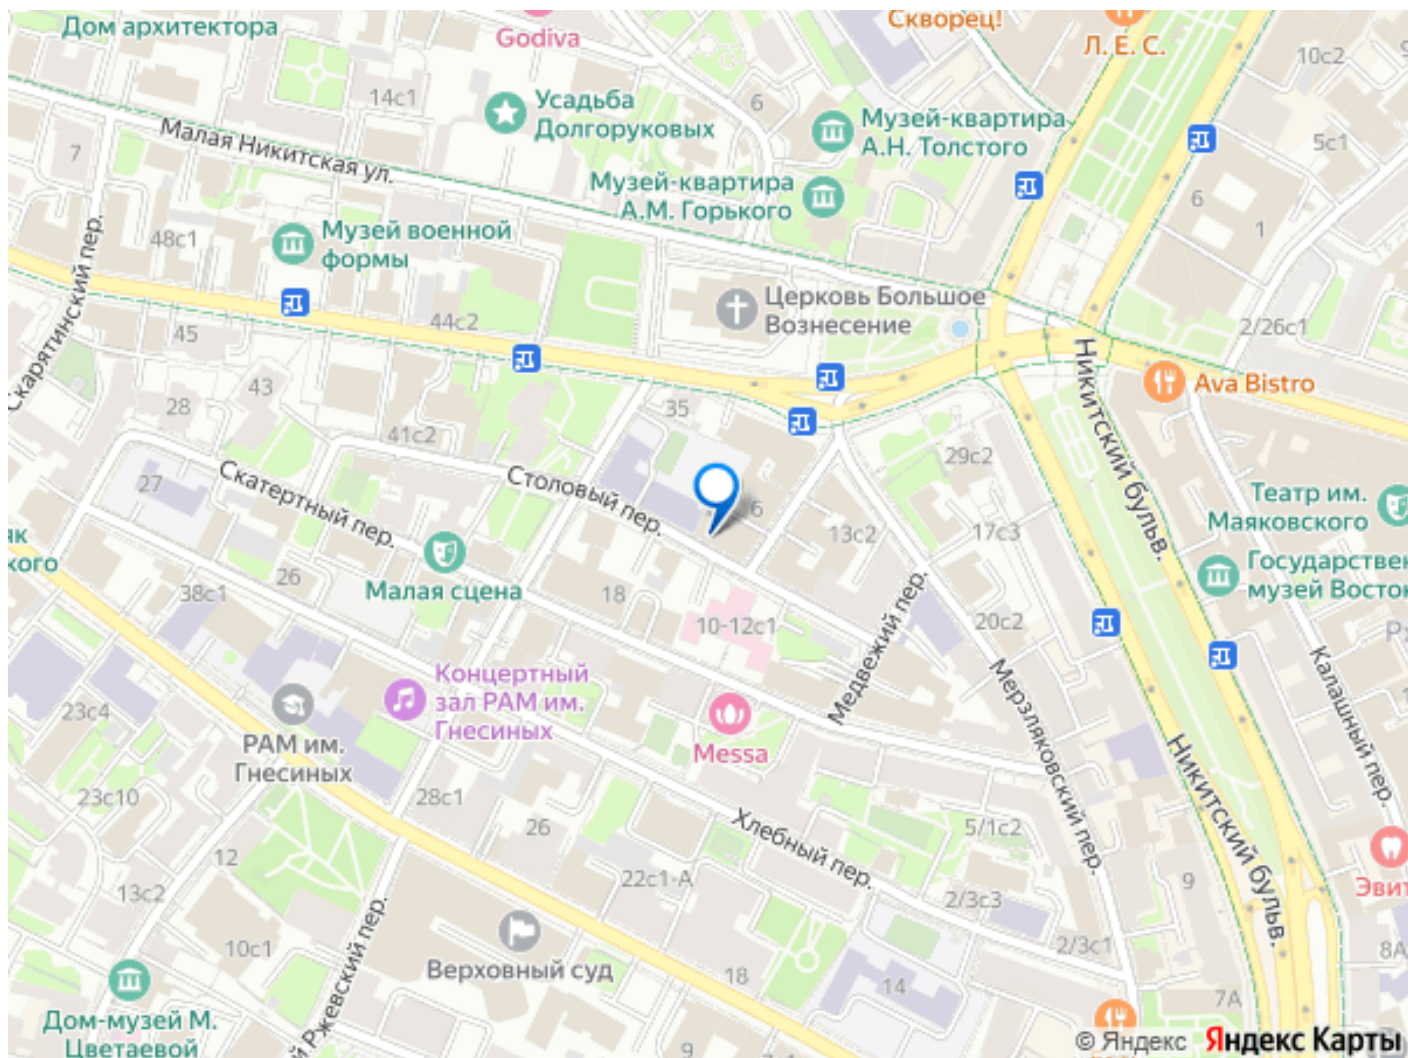 Дом архитектора
Godiva
Скворец!
Л. Е. С.
10с2
9
14с1
Усадьба
Долгоруковых
6
Музей-квартира
А.Н. Толстого
5с1
Малая Никитская ул.
7
Музей-квартира
А.М. Горького
6
1
48с1
Музей военной
формы
Скарятинский пер.
Церковь Большое
Вознесение
44с2
45
2/26с1
Никитский бульв.
Ava Bistro
43
28
35
41с2
29с2
Скатертный пер.
27
Столовый пер.
6
13с2
17с3
Театр им.
Маяковского
як
кого
Малая сцена
26
38с1
18
10-12с1
Медвежий пер.
20с2
Государствен
музей Восток
Рх
Концертный
зал РАМ им.
Гнесиных
23с4
РАМ им.
Гнесиных
Messa
Мерзляковский пер.
Калашный пер.
1
Никитский бульв.
23с10
28с1
26
Хлебный пер.
5/1с2
12
13с2
22с1-А
2/3с3
9
Эвит
10с1
й Ржевский пер.
Верховный суд
18
14
2/3с1
8А
Дом-музей М.
Цветаевой
9
7А
© Яндекс Яндекс Карты